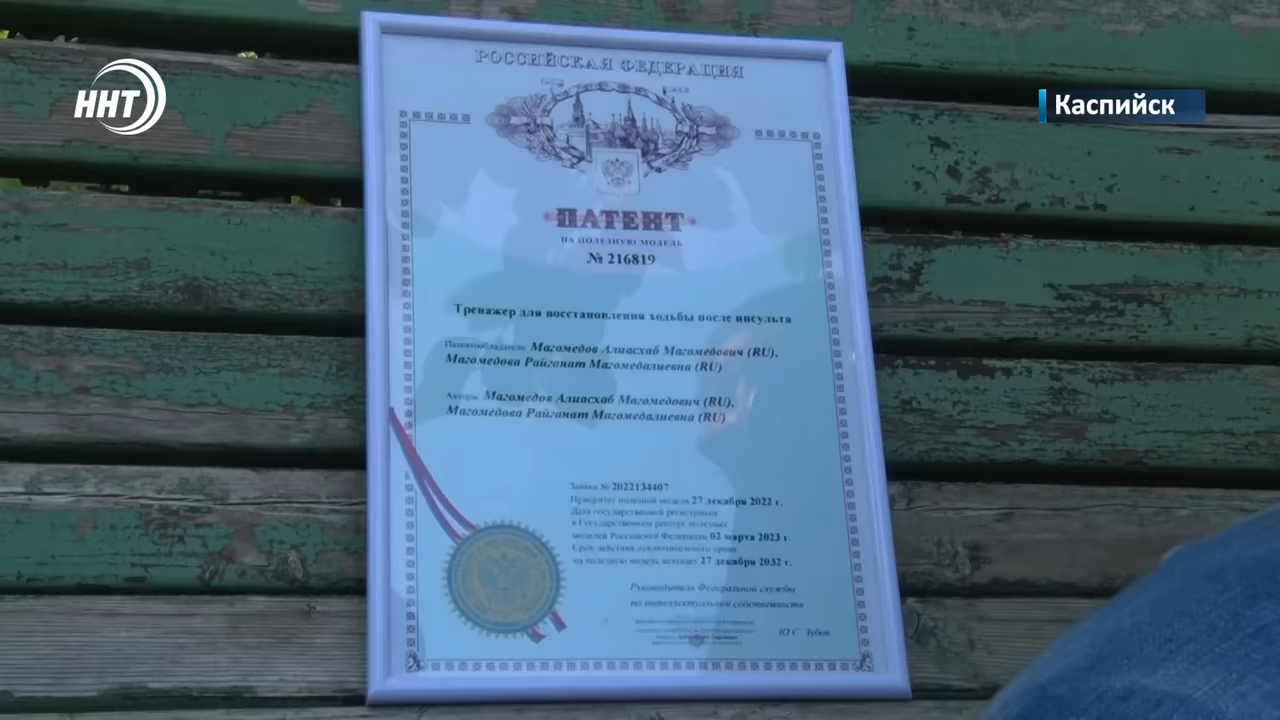 ННТ
Каспийск
РОССИЙСКАЯ ФЕДЕРАЦИЯ
ПАТЕНТ
НА ПОЛЕЗНУЮ МОДЕЛЬ
№ 216819
Тренажер для восстановления ходьбы после инсульта
Патентообладатели: Магомедов Алиасхаб Магомедович (RU),
Магомедова Райганат Магомедалиевна (RU)
Авторы: Магомедов Алиасхаб Магомедович (RU),
Магомедова Райганат Магомедалиевна (RU)
Заявка № 2022134407
Приоритет полезной модели 27 декабря 2022 г.
Дата государственной регистрации
в Государственном реестре полезных
моделей Российской Федерации 02 марта 2023 г.
Срок действия исключительного права
на полезную модель истекает 27 декабря 2032 г.
Руководитель Федеральной службы
по интеллектуальной собственности
Ю.С. Зубов